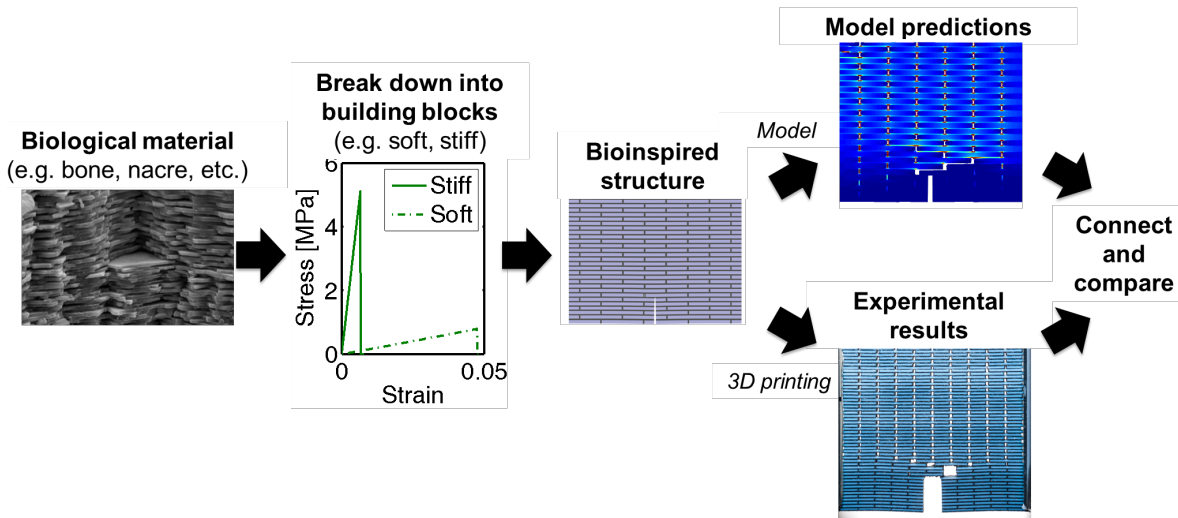 Biological material
(e.g. bone, nacre, etc.)
Break down into
building blocks
(e.g. soft, stiff)
6
4
2
0
Stress [MPa]
Stiff
Soft
0
0.05
Strain
Bioinspired
structure
Model
Model predictions
3D printing
Experimental
results
Connect
and
compare